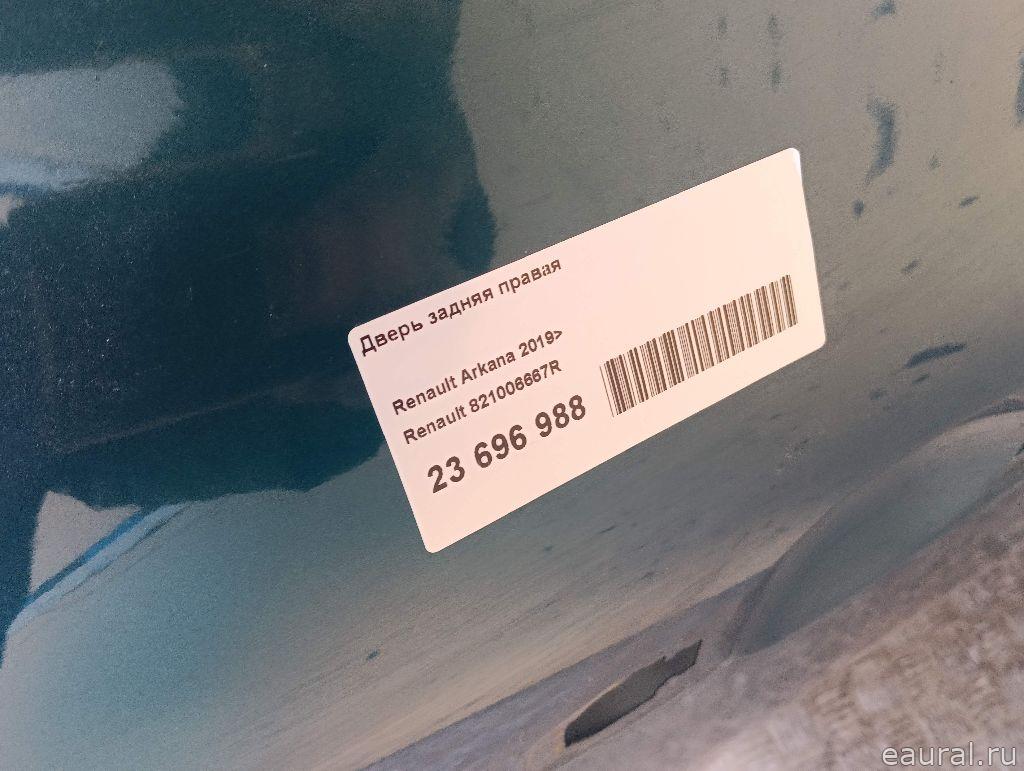 Дверь задняя правая
Renault Arkana 2019>
Renault 821006667R
23 696 988
eaural.ru